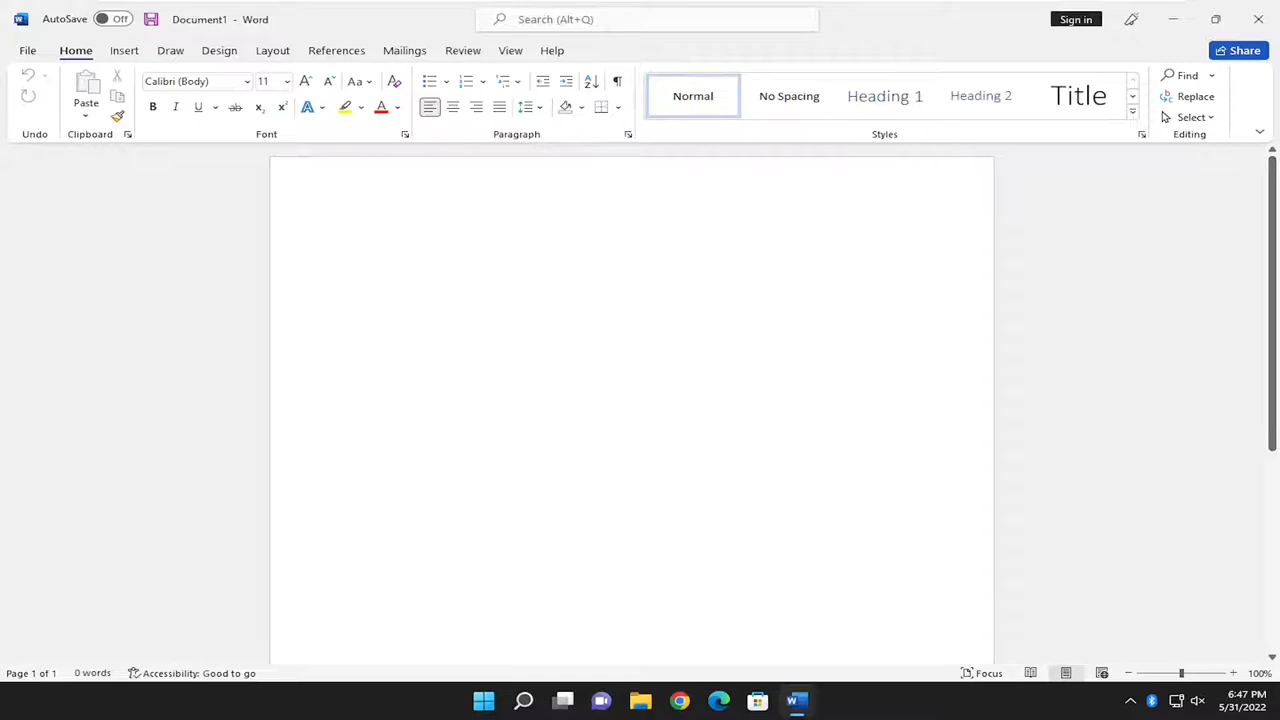 AutoSave Off Document1 - Word Search (Alt+Q) Sign in
File Home Insert Draw Design Layout References Mailings Review View Help Share
Paste Calibri (Body) 11 Aa Normal No Spacing Heading 1 Heading 2 Title Find
Replace
Select
Undo Clipboard Font Paragraph Styles Editing
Page 1 of 1 0 words Accessibility: Good to go Focus 100%
6:47 PM
5/31/2022